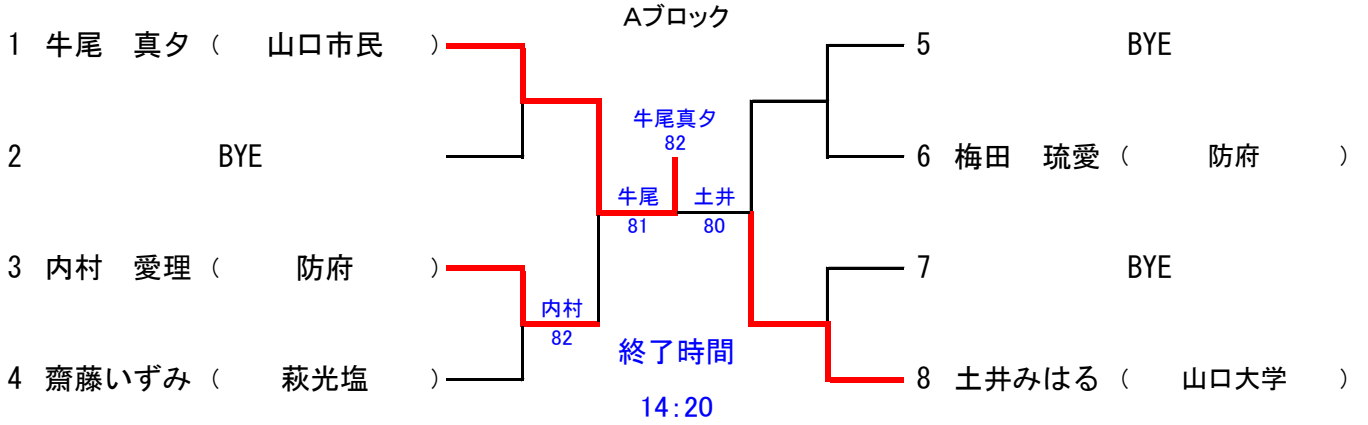 Aブロック
1 牛尾　真夕（　山口市民　）
5 BYE
牛尾真夕
82
2 BYE
6 梅田　琉愛（　防府　）
牛尾 土井
81 80
3 内村　愛理（　防府　）
7 BYE
内村
82
終了時間
4 齋藤いずみ（　萩光塩　）
8 土井みはる（　山口大学　）
14:20